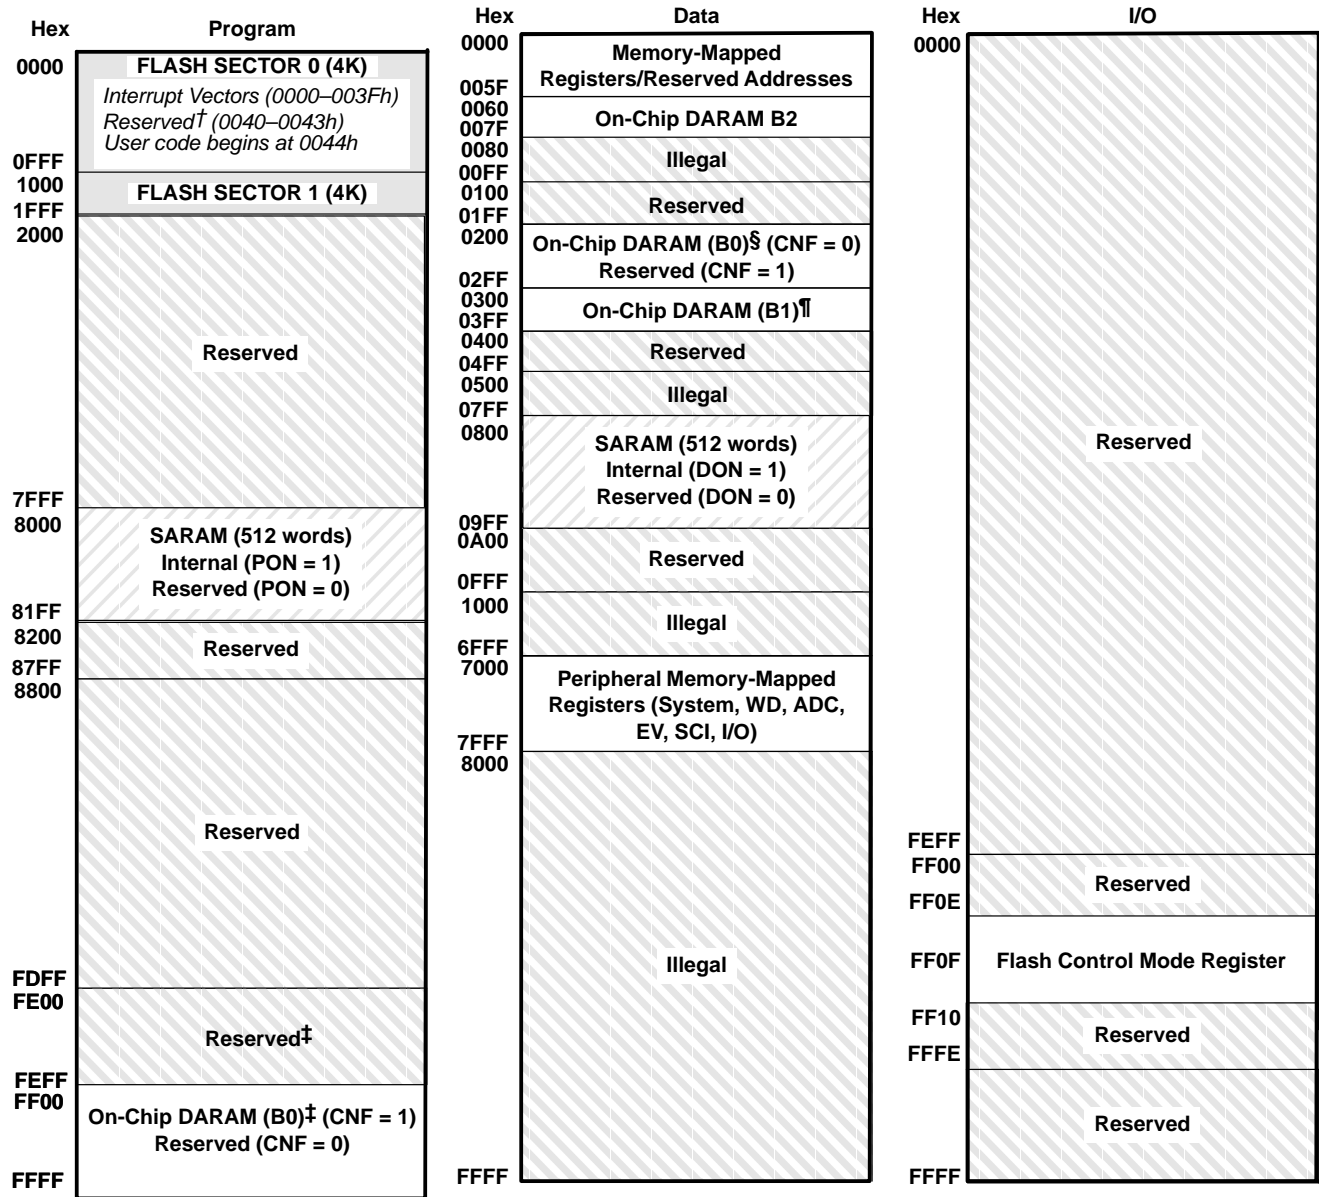 Hex Program
0000
FLASH SECTOR 0 (4K)
Interrupt Vectors (0000–003Fh)
Reserved† (0040–0043h)
User code begins at 0044h
0FFF
1000
FLASH SECTOR 1 (4K)
1FFF
2000
Reserved
7FFF
8000
SARAM (512 words)
Internal (PON = 1)
Reserved (PON = 0)
81FF
8200
Reserved
87FF
8800
Reserved
FDFF
FE00
Reserved‡
FEFF
FF00
On-Chip DARAM (B0)‡ (CNF = 1)
Reserved (CNF = 0)
FFFF
Hex Data
0000
Memory-Mapped
Registers/Reserved Addresses
005F
0060
On-Chip DARAM B2
007F
0080
Illegal
00FF
0100
Reserved
01FF
0200
On-Chip DARAM (B0)§ (CNF = 0)
Reserved (CNF = 1)
02FF
0300
On-Chip DARAM (B1)¶
03FF
0400
Reserved
04FF
0500
Illegal
07FF
0800
SARAM (512 words)
Internal (DON = 1)
Reserved (DON = 0)
09FF
0A00
Reserved
0FFF
1000
Illegal
6FFF
7000
Peripheral Memory-Mapped
Registers (System, WD, ADC,
EV, SCI, I/O)
7FFF
8000
Illegal
FFFF
Hex I/O
0000
Reserved
FEFF
FF00
Reserved
FF0E
FF0F Flash Control Mode Register
FF10
Reserved
FFFE
Reserved
FFFF